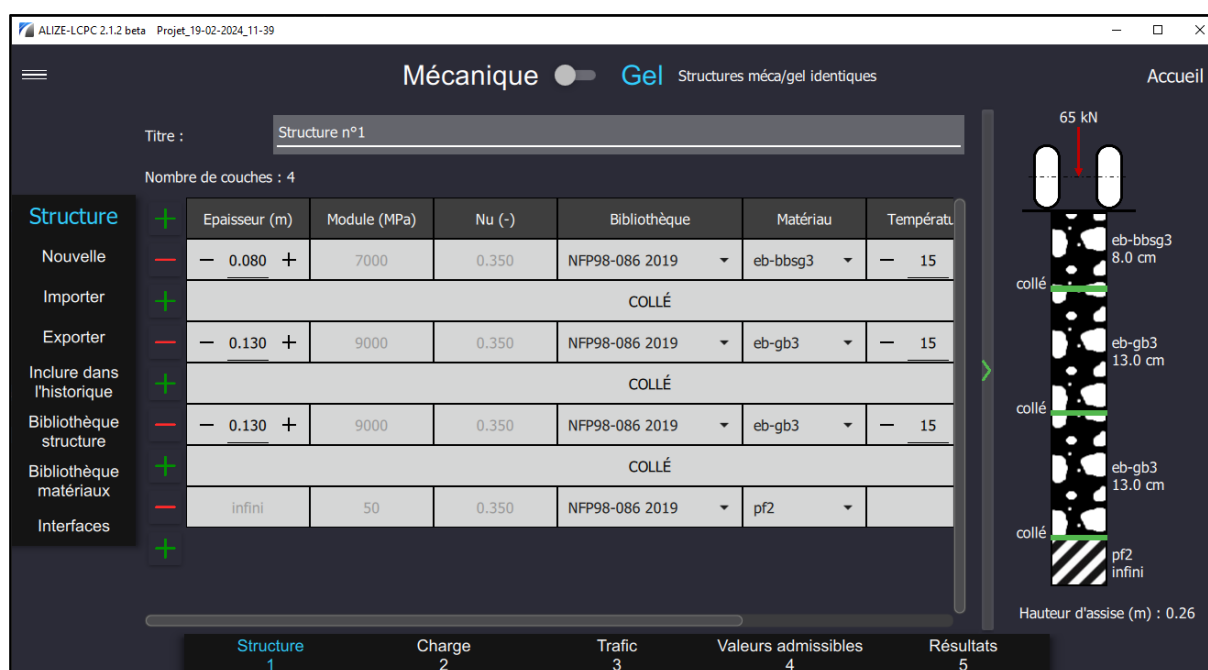 ALIZE-LCPC 2.1.2 beta Projet_19-02-2024_11-39
Mécanique Gel Structures méca/gel identiques Accueil
Titre : Structure n°1
Nombre de couches : 4
Structure
Nouvelle
Importer
Exporter
Inclure dans
l'historique
Bibliothèque
structure
Bibliothèque
matériaux
Interfaces
Epaisseur (m) Module (MPa) Nu (-) Bibliothèque Matériau Températu
− 0.080 + 7000 0.350 NFP98-086 2019 eb-bbsg3 − 15
COLLÉ
− 0.130 + 9000 0.350 NFP98-086 2019 eb-gb3 − 15
COLLÉ
− 0.130 + 9000 0.350 NFP98-086 2019 eb-gb3 − 15
COLLÉ
infini 50 0.350 NFP98-086 2019 pf2
65 kN
eb-bbsg3
8.0 cm
collé
eb-gb3
13.0 cm
collé
eb-gb3
13.0 cm
collé
pf2
infini
Hauteur d'assise (m) : 0.26
Structure Charge Trafic Valeurs admissibles Résultats
1 2 3 4 5